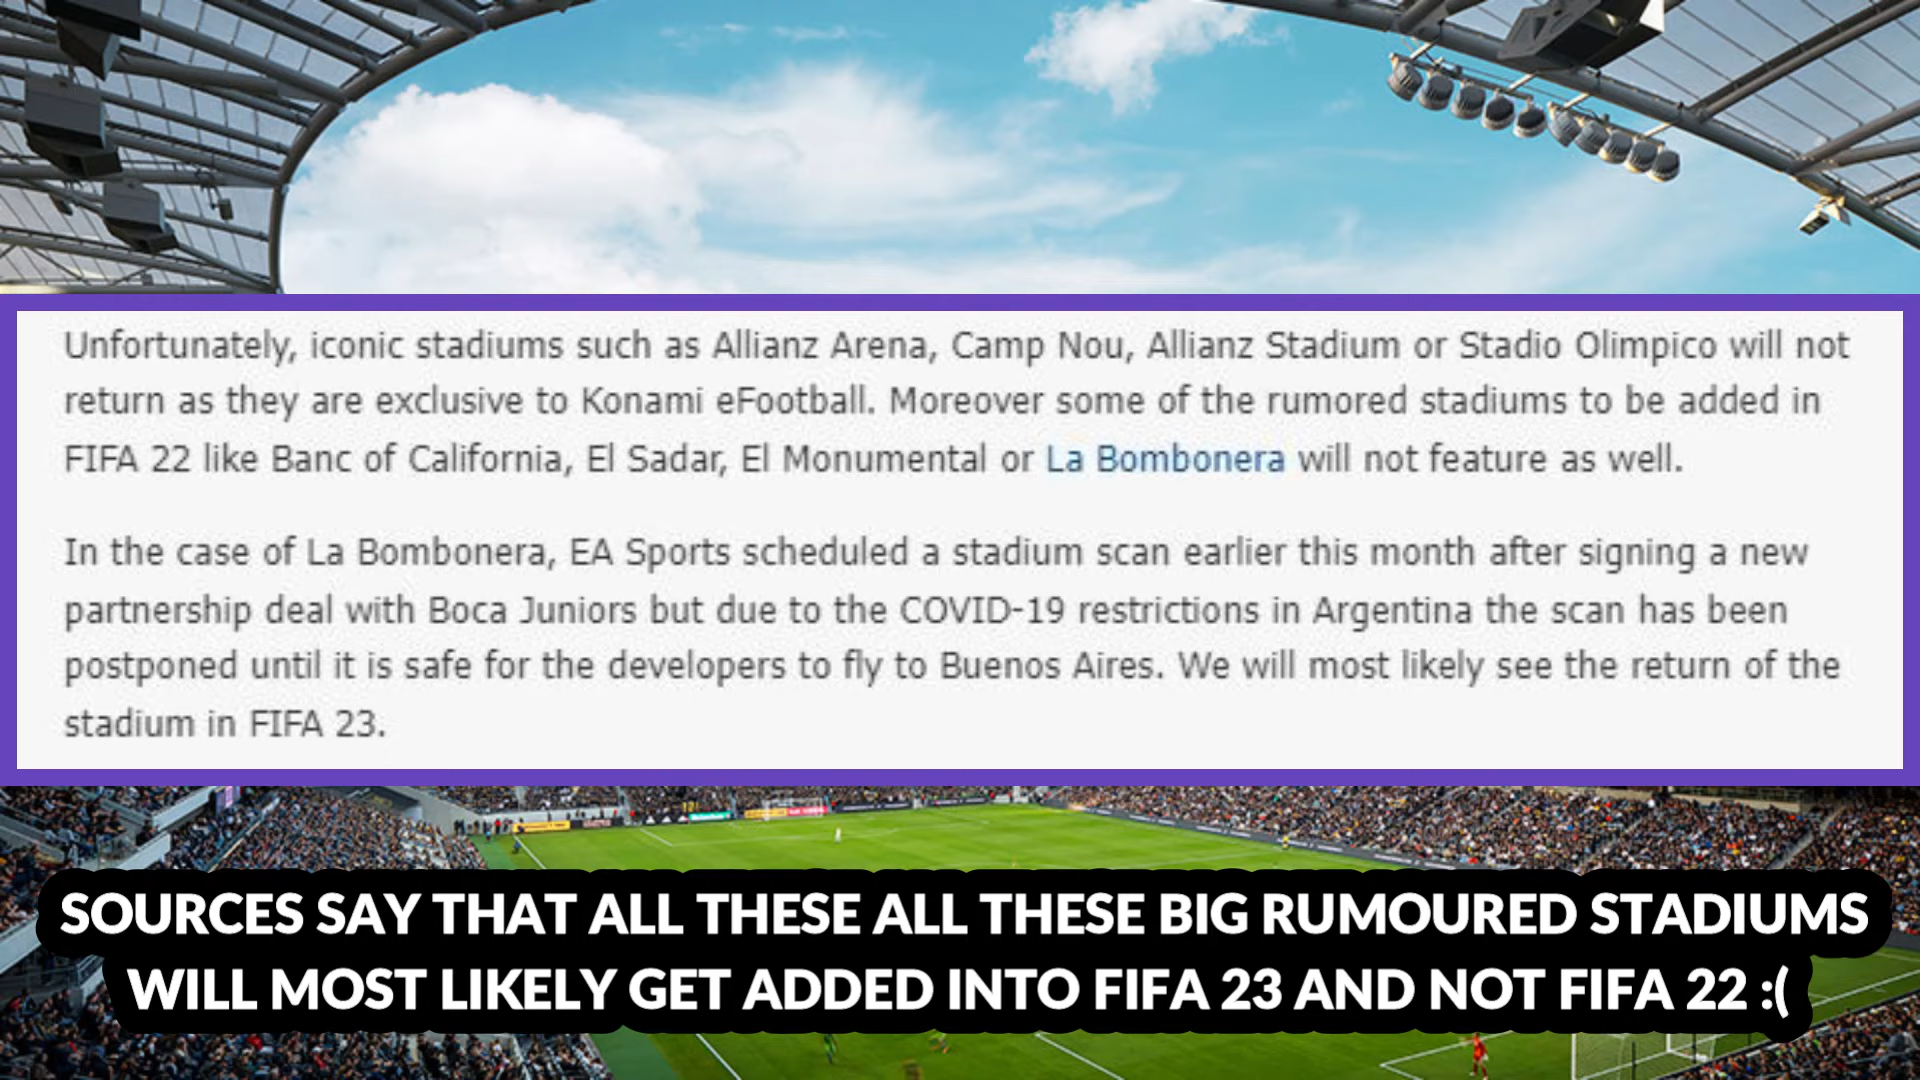 Unfortunately, iconic stadiums such as Allianz Arena, Camp Nou, Allianz Stadium or Stadio Olimpico will not
return as they are exclusive to Konami eFootball. Moreover some of the rumored stadiums to be added in
FIFA 22 like Banc of California, El Sadar, El Monumental or La Bombonera will not feature as well.
In the case of La Bombonera, EA Sports scheduled a stadium scan earlier this month after signing a new
partnership deal with Boca Juniors but due to the COVID-19 restrictions in Argentina the scan has been
postponed until it is safe for the developers to fly to Buenos Aires. We will most likely see the return of the
stadium in FIFA 23.
SOURCES SAY THAT ALL THESE ALL THESE BIG RUMOURED STADIUMS
WILL MOST LIKELY GET ADDED INTO FIFA 23 AND NOT FIFA 22 :(